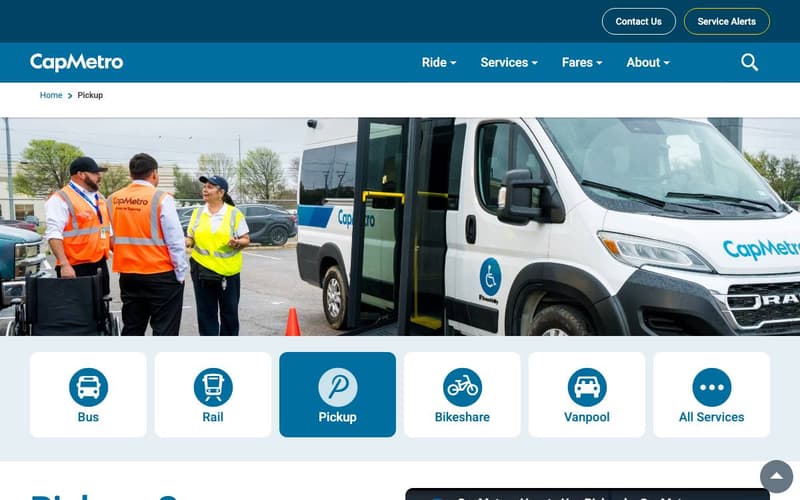 Contact Us
Service Alerts
CapMetro
Ride
Services
Fares
About
Home > Pickup
CapMetro
CapMetro
CapMetro
RAM
Bus
Rail
Pickup
Bikeshare
Vanpool
All Services